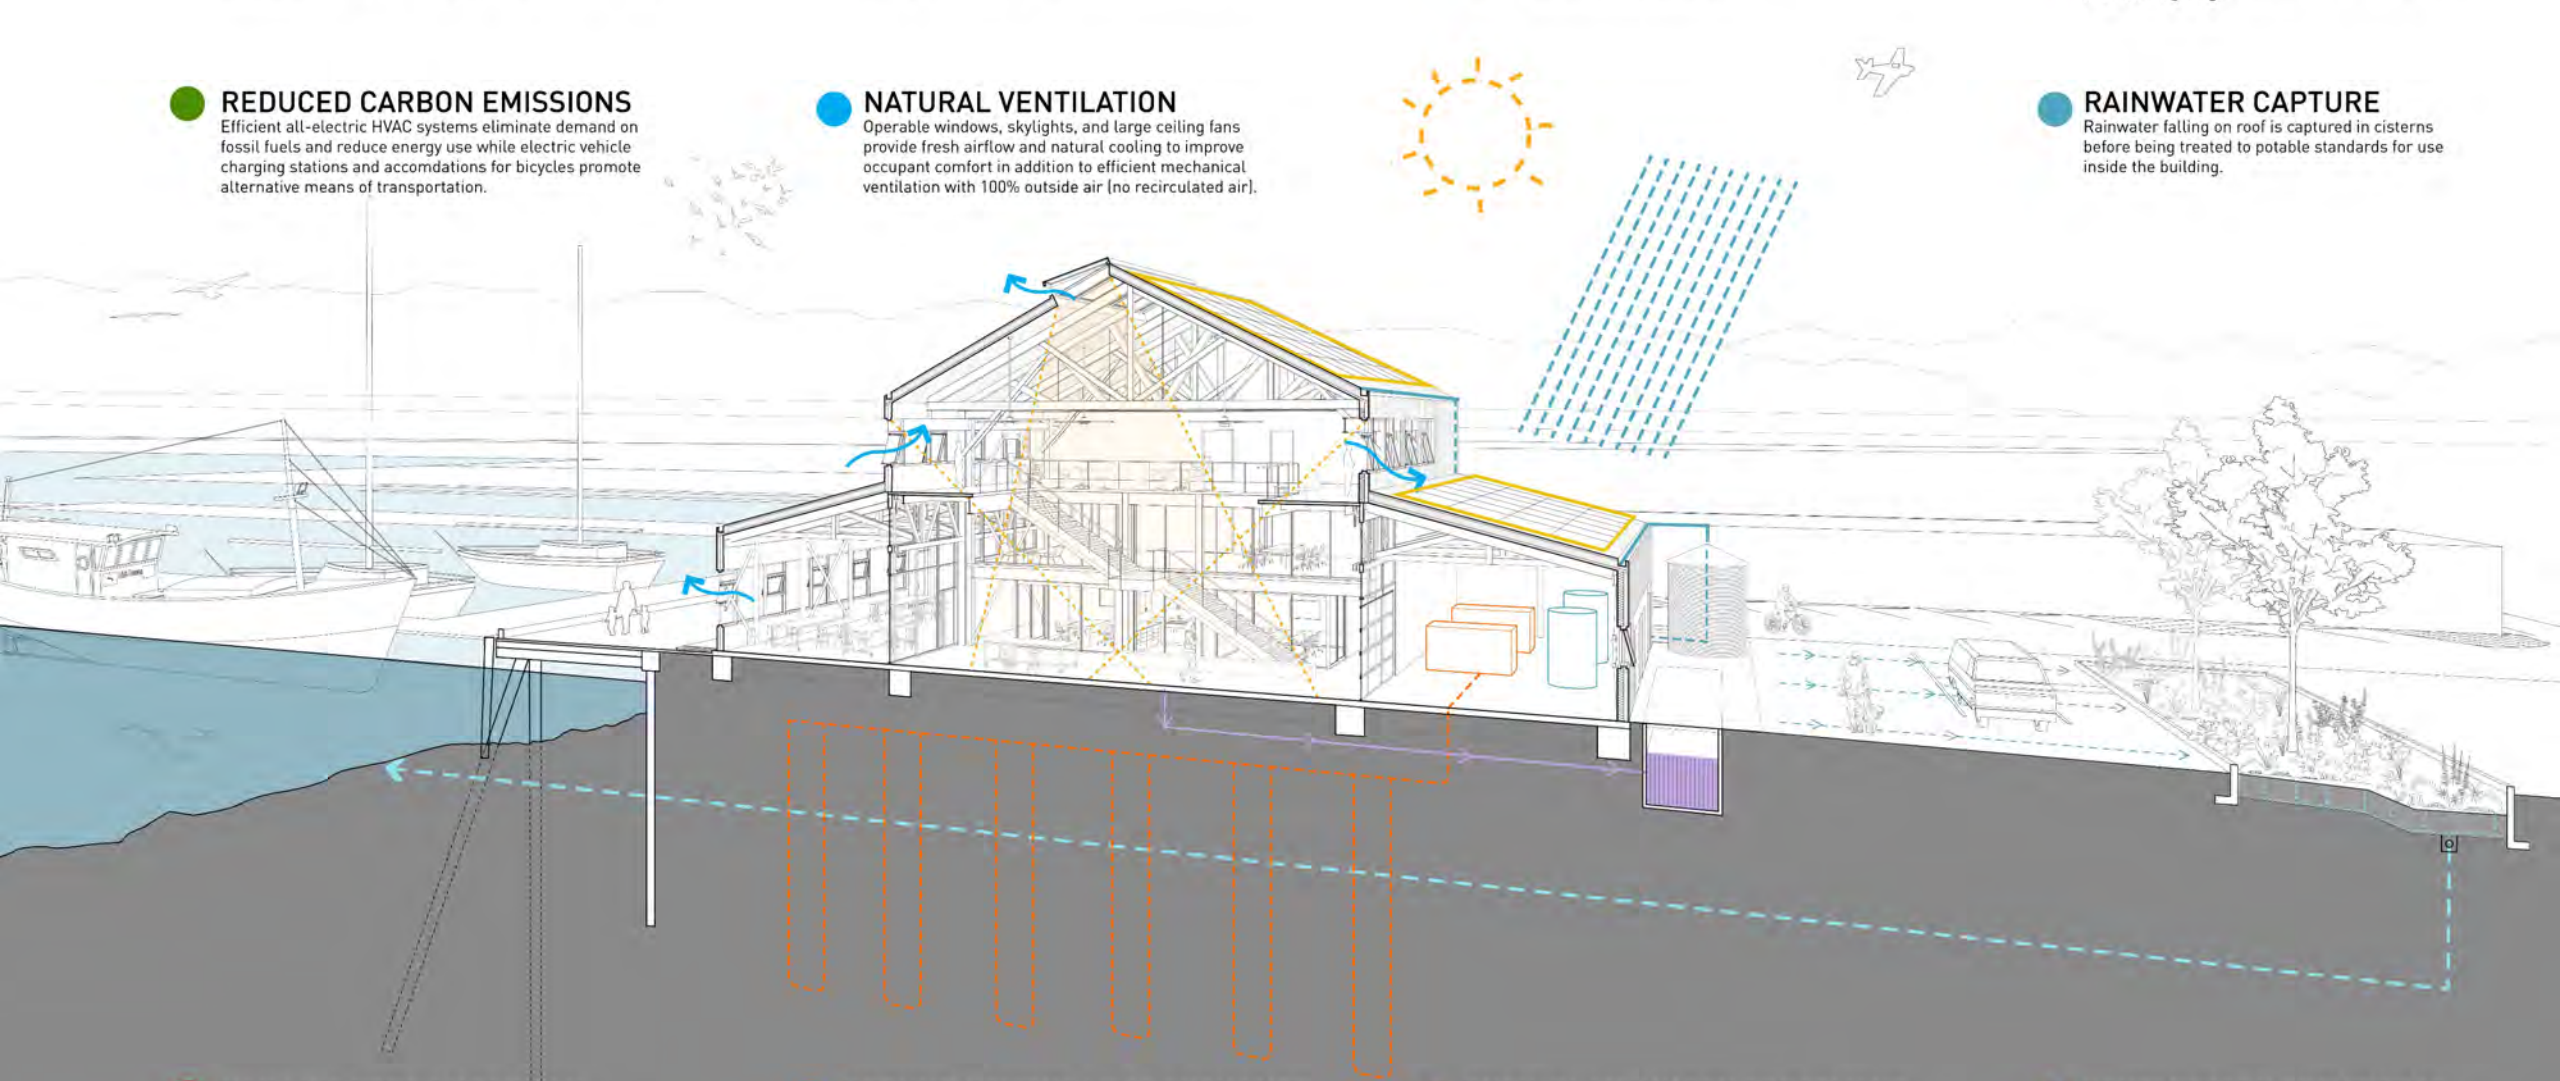 REDUCED CARBON EMISSIONS
Efficient all-electric HVAC systems eliminate demand on
fossil fuels and reduce energy use while electric vehicle
charging stations and accomdations for bicycles promote
alternative means of transportation.
NATURAL VENTILATION
Operable windows, skylights, and large ceiling fans
provide fresh airflow and natural cooling to improve
occupant comfort in addition to efficient mechanical
ventilation with 100% outside air (no recirculated air).
RAINWATER CAPTURE
Rainwater falling on roof is captured in cisterns
before being treated to potable standards for use
inside the building.